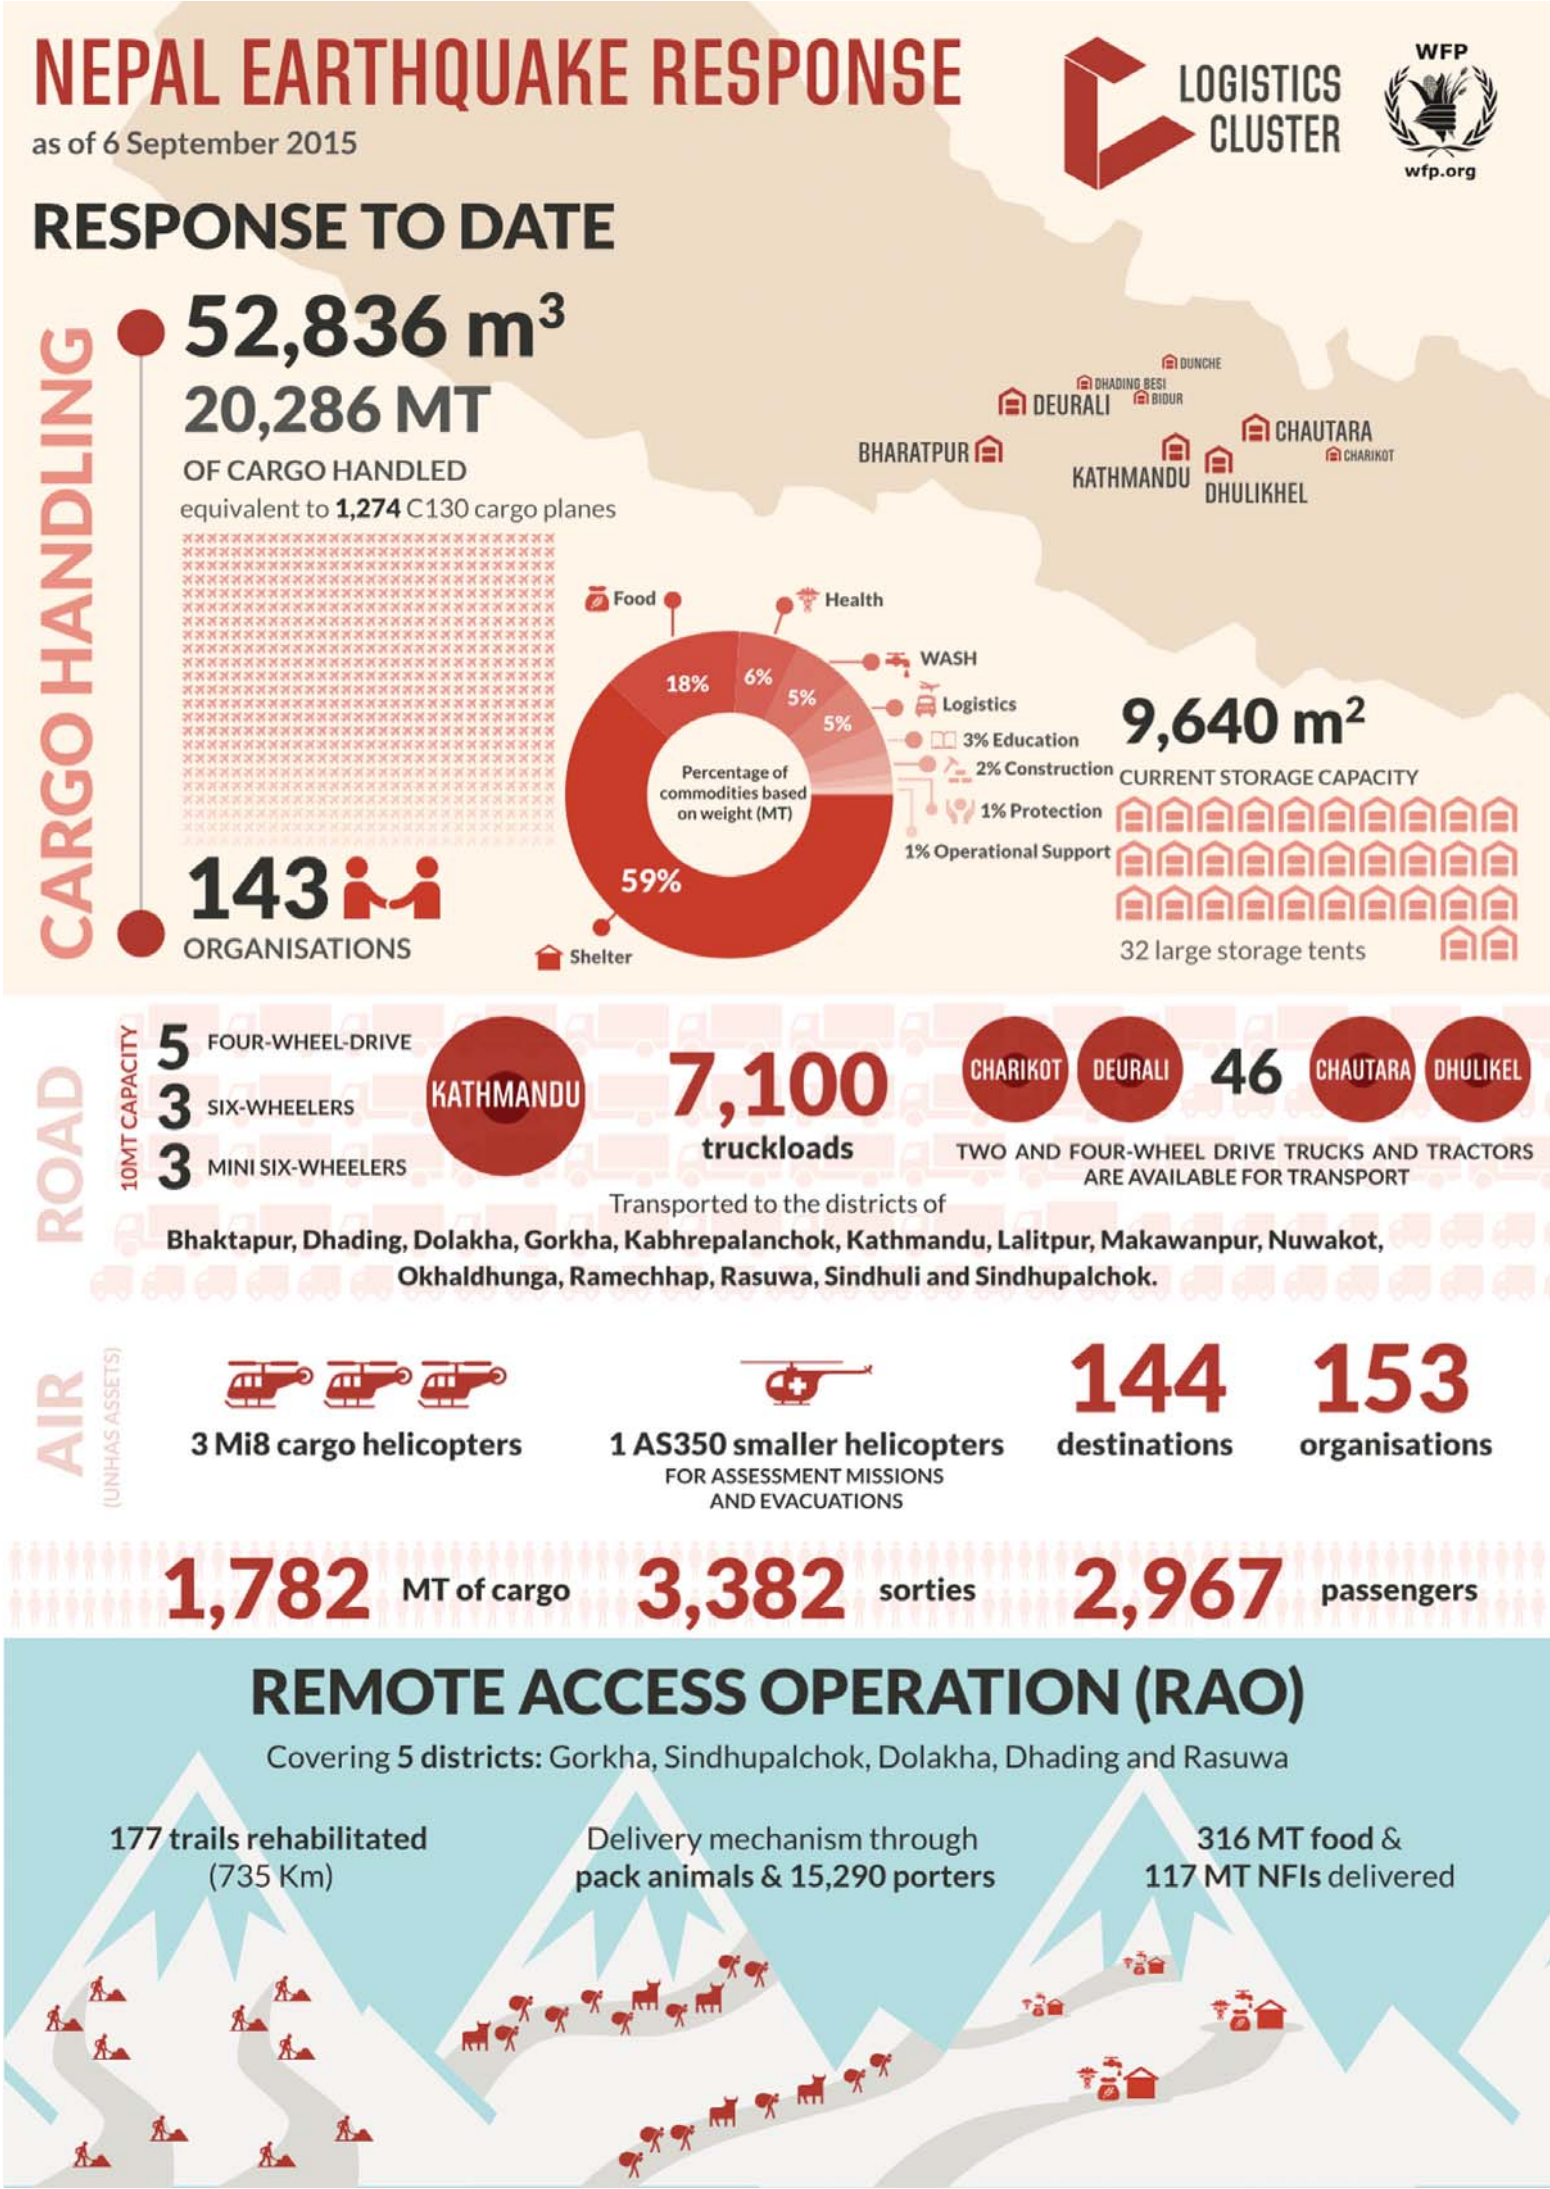 NEPAL EARTHQUAKE RESPONSE
as of 6 September 2015
LOGISTICS
CLUSTER
WFP
wfp.org
RESPONSE TO DATE
CARGO HANDLING
52,836 m³
20,286 MT
OF CARGO HANDLED
equivalent to 1,274 C130 cargo planes
143
ORGANISATIONS
DUNCHE
DHADING BESI
BIDUR
DEURALI
CHAUTARA
BHARATPUR
CHARIKOT
KATHMANDU
DHULIKHEL
Food
Health
WASH
Logistics
3% Education
2% Construction
1% Protection
1% Operational Support
18%
6%
5%
5%
59%
Percentage of
commodities based
on weight (MT)
Shelter
9,640 m²
CURRENT STORAGE CAPACITY
32 large storage tents
ROAD
10MT CAPACITY
5 FOUR-WHEEL-DRIVE
3 SIX-WHEELERS
3 MINI SIX-WHEELERS
KATHMANDU
7,100
truckloads
CHARIKOT DEURALI 46 CHAUTARA DHULIKEL
TWO AND FOUR-WHEEL DRIVE TRUCKS AND TRACTORS
ARE AVAILABLE FOR TRANSPORT
Transported to the districts of
Bhaktapur, Dhading, Dolakha, Gorkha, Kabhrepalanchok, Kathmandu, Lalitpur, Makawanpur, Nuwakot,
Okhaldhunga, Ramechhap, Rasuwa, Sindhuli and Sindhupalchok.
AIR
(UNHAS ASSETS)
3 Mi8 cargo helicopters
1 AS350 smaller helicopters
FOR ASSESSMENT MISSIONS
AND EVACUATIONS
144
destinations
153
organisations
1,782 MT of cargo
3,382 sorties
2,967 passengers
REMOTE ACCESS OPERATION (RAO)
Covering 5 districts: Gorkha, Sindhupalchok, Dolakha, Dhading and Rasuwa
177 trails rehabilitated
(735 Km)
Delivery mechanism through
pack animals & 15,290 porters
316 MT food &
117 MT NFIs delivered